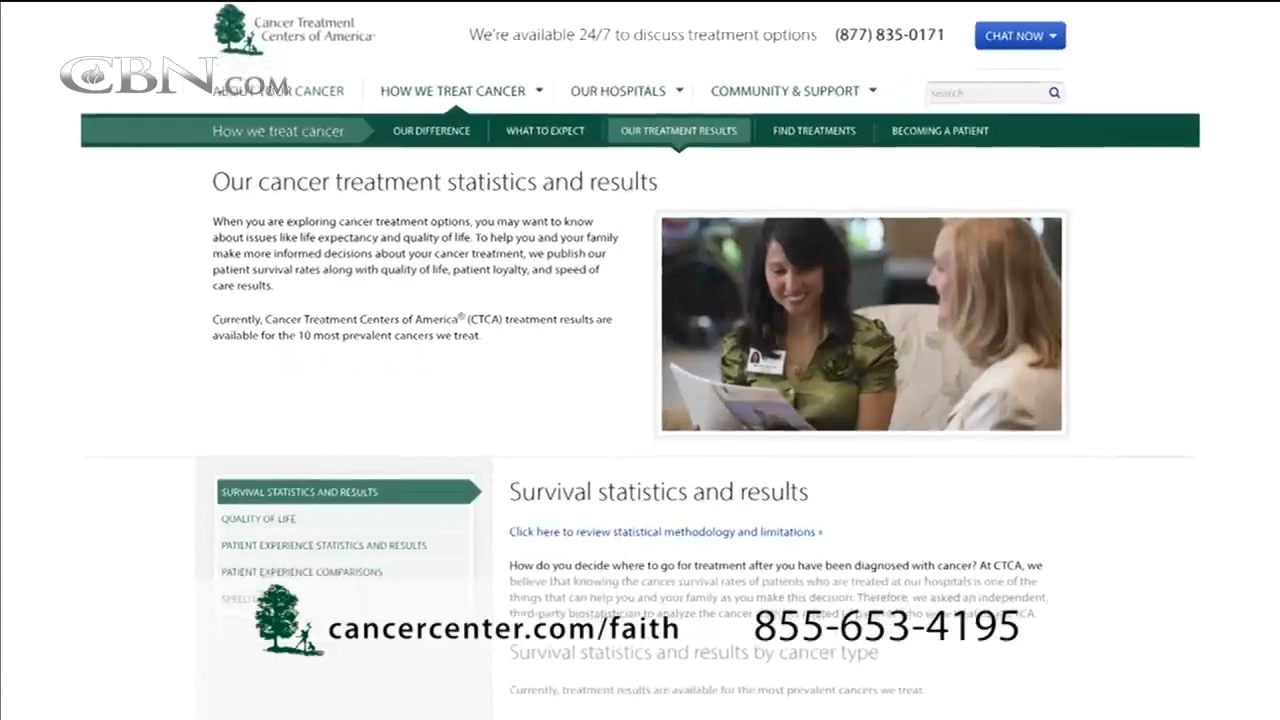 Cancer Treatment
Centers of America
We're available 24/7 to discuss treatment options (877) 835-0171
CHAT NOW
CBN.COM
ABOUT YOUR CANCER
HOW WE TREAT CANCER
OUR HOSPITALS
COMMUNITY & SUPPORT
search
How we treat cancer
OUR DIFFERENCE
WHAT TO EXPECT
OUR TREATMENT RESULTS
FIND TREATMENTS
BECOMING A PATIENT
Our cancer treatment statistics and results
When you are exploring cancer treatment options, you may want to know
about issues like life expectancy and quality of life. To help you and your family
make more informed decisions about your cancer treatment, we publish our
patient survival rates along with quality of life, patient loyalty, and speed of
care results.
Currently, Cancer Treatment Centers of America® (CTCA) treatment results are
available for the 10 most prevalent cancers we treat.
SURVIVAL STATISTICS AND RESULTS
QUALITY OF LIFE
PATIENT EXPERIENCE STATISTICS AND RESULTS
PATIENT EXPERIENCE COMPARISONS
Survival statistics and results
Click here to review statistical methodology and limitations »
How do you decide where to go for treatment after you have been diagnosed with cancer? At CTCA, we
believe that knowing the cancer survival rates of patients who are treated at our hospitals is one of the
things that can help you and your family as you make this decision. Therefore, we asked an independent,
third-party biostatistician to analyze the cancer CTCA
cancercenter.com/faith 855-653-4195
Survival statistics and results by cancer type
Currently, treatment results are available for the most prevalent cancers we treat.